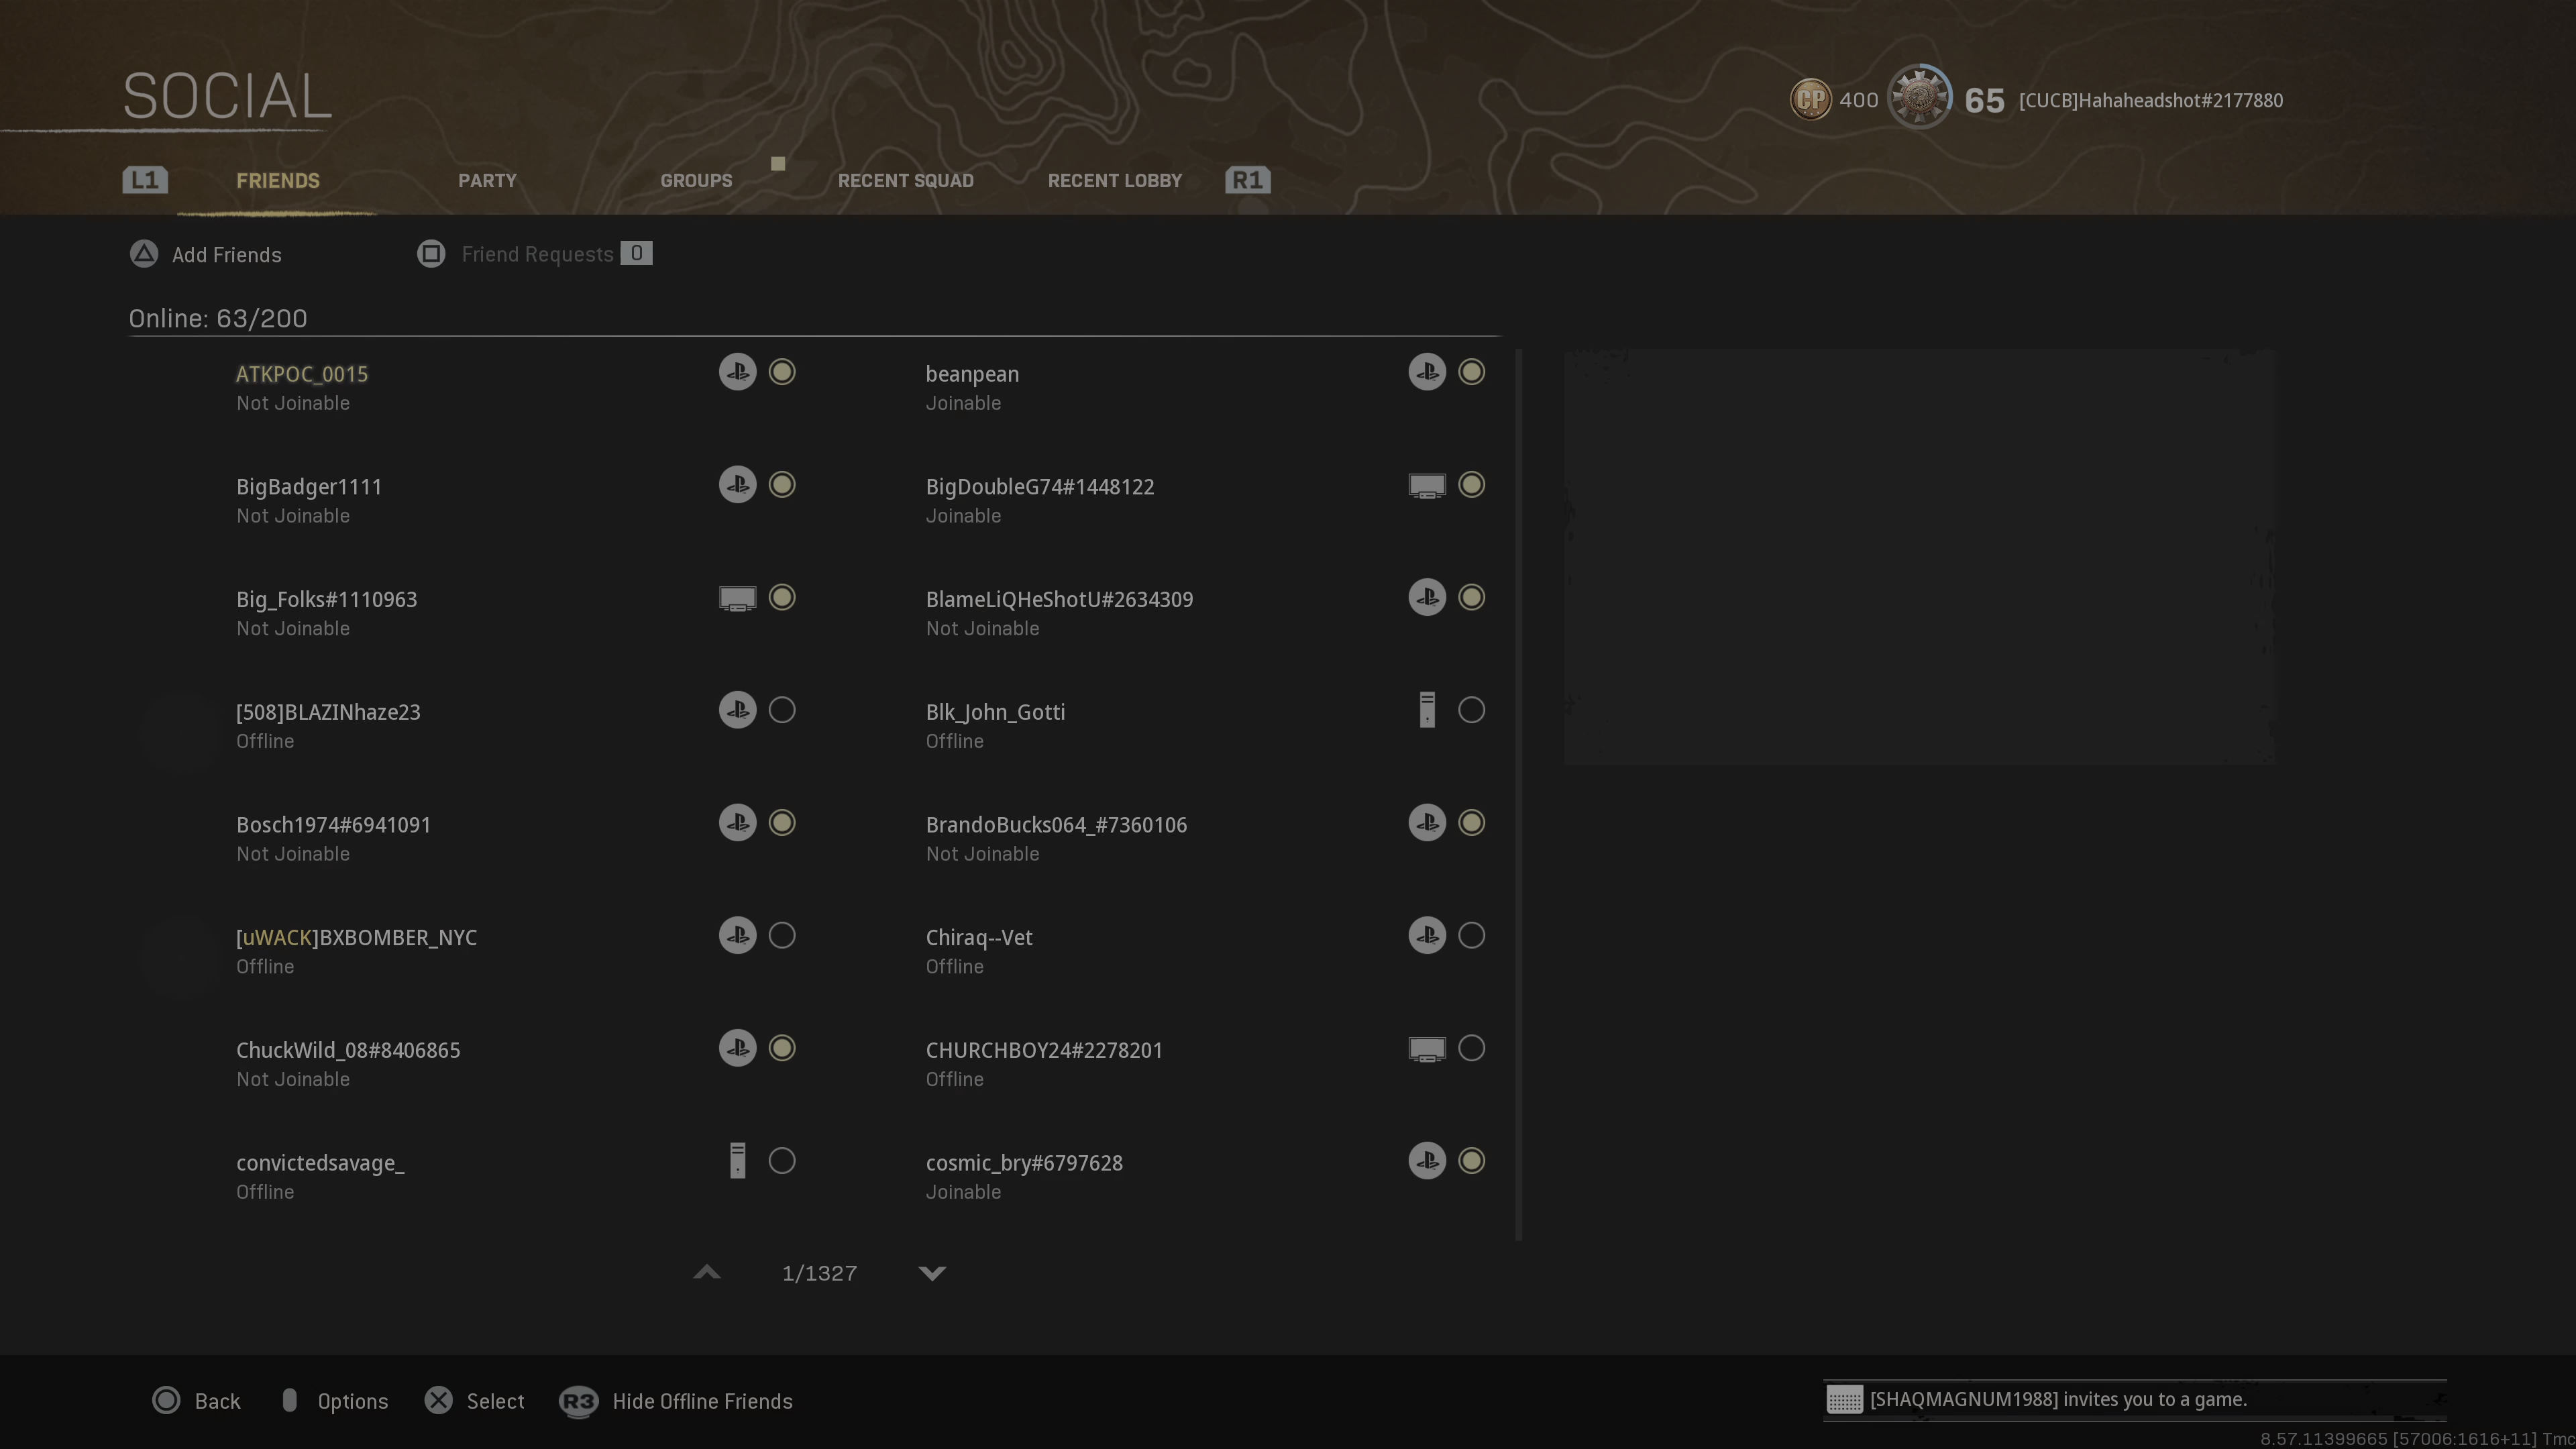 SOCIAL
CP 400 65 [CUCB]Hahaheadshot#2177880
L1 FRIENDS PARTY GROUPS RECENT SQUAD RECENT LOBBY R1
Add Friends Friend Requests 0
Online: 63/200
ATKPOC_0015
Not Joinable
beanpean
Joinable
BigBadger1111
Not Joinable
BigDoubleG74#1448122
Joinable
Big_Folks#1110963
Not Joinable
BlameLiQHeShotU#2634309
Not Joinable
[508]BLAZINhaze23
Offline
Blk_John_Gotti
Offline
Bosch1974#6941091
Not Joinable
BrandoBucks064_#7360106
Not Joinable
[uWACK]BXBOMBER_NYC
Offline
Chiraq--Vet
Offline
ChuckWild_08#8406865
Not Joinable
CHURCHBOY24#2278201
Offline
convictedsavage_
Offline
cosmic_bry#6797628
Joinable
1/1327
Back Options Select R3 Hide Offline Friends
[SHAQMAGNUM1988] invites you to a game.
8.57.11399665 [57006:1616+11] Tmc